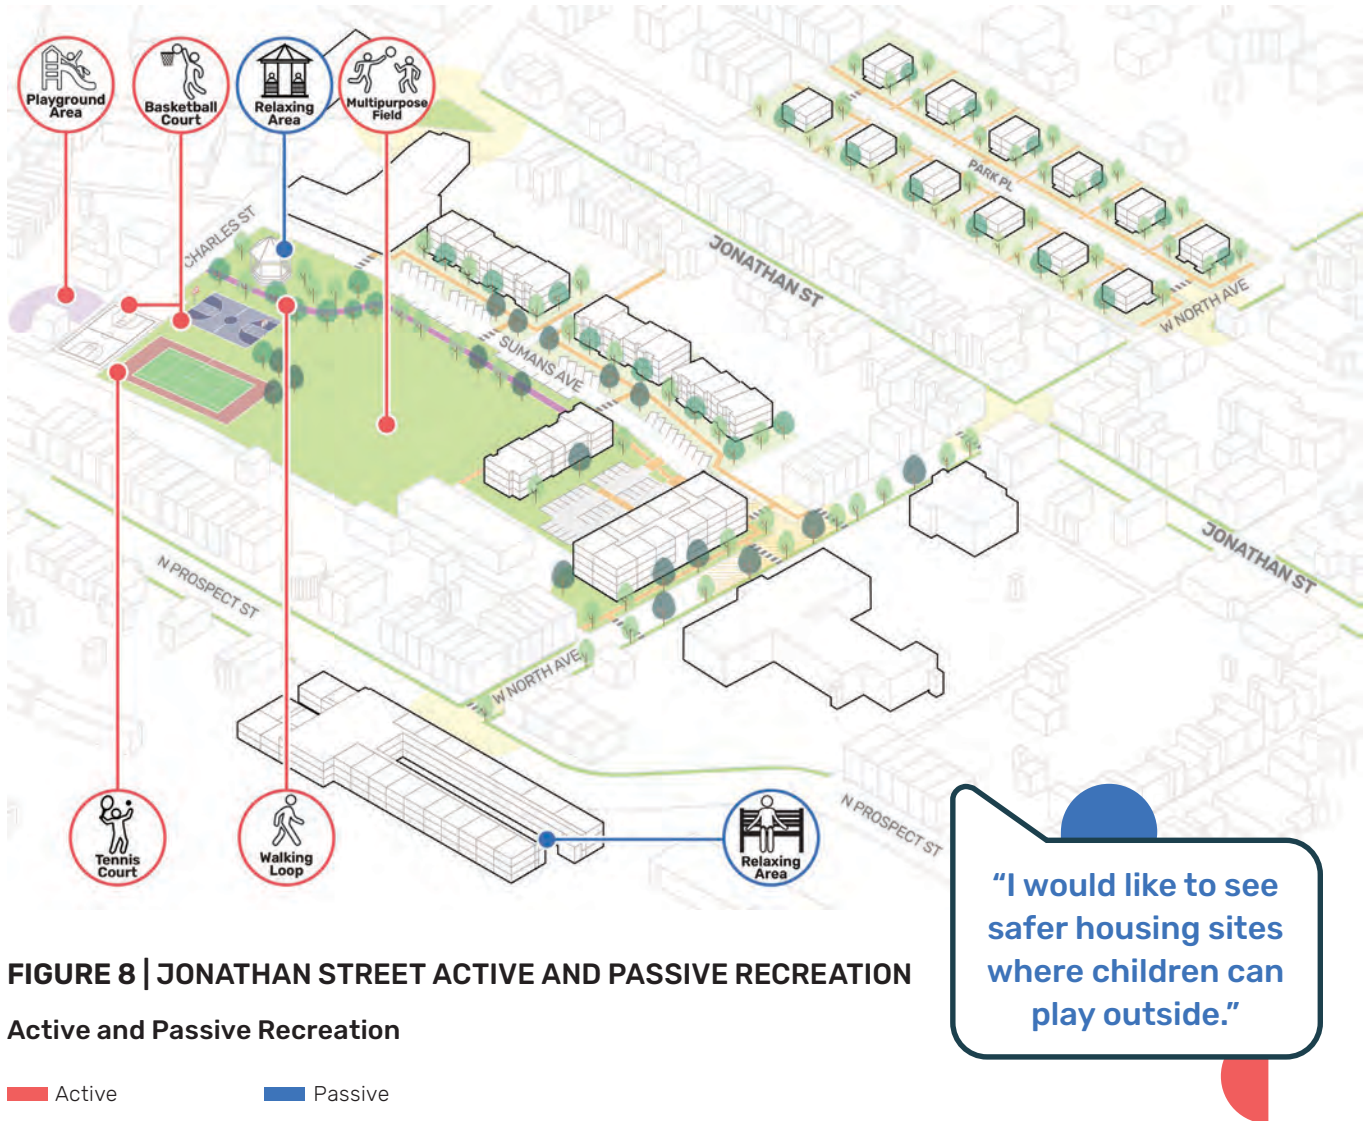 Playground
Area
Basketball
Court
Relaxing
Area
Multipurpose
Field
CHARLES ST
JONATHAN ST
PARK PL
W NORTH AVE
SUMANS AVE
JONATHAN ST
N PROSPECT ST
W NORTH AVE
N PROSPECT ST
Tennis
Court
Walking
Loop
Relaxing
Area
“I would like to see
safer housing sites
where children can
play outside.”
FIGURE 8 | JONATHAN STREET ACTIVE AND PASSIVE RECREATION
Active and Passive Recreation
Active
Passive